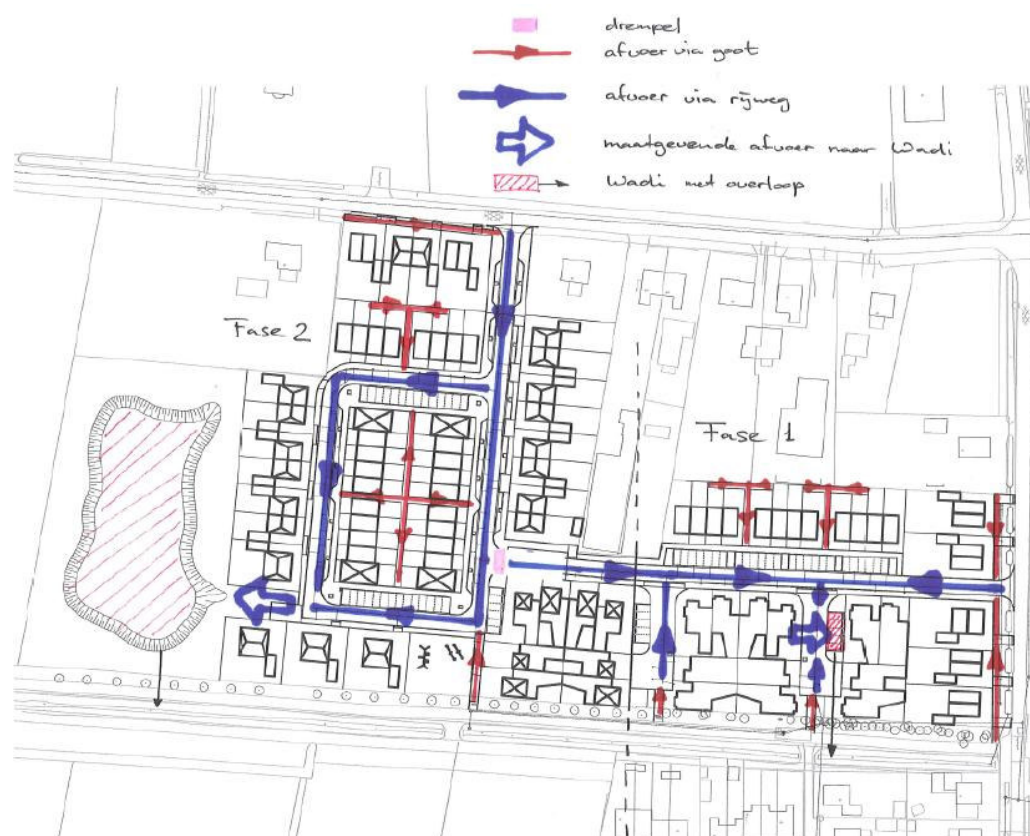 drempel
afvoer via goot
afvoer via rijweg
maatgevende afvoer naar Wadi
Wadi met overloop
Fase 2
Fase 1